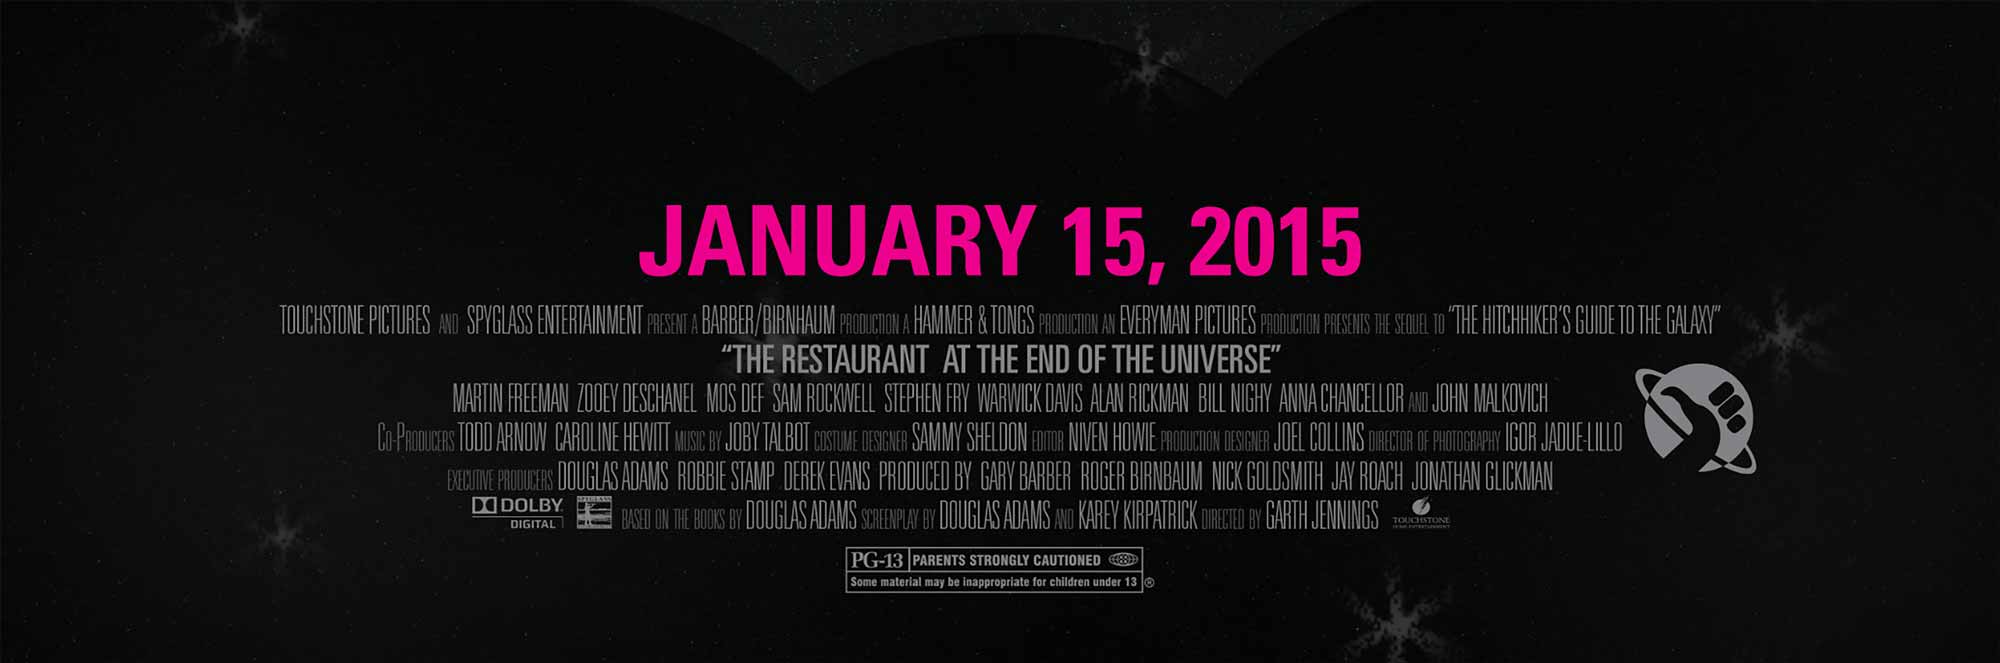 JANUARY 15, 2015
TOUCHSTONE PICTURES AND SPYGLASS ENTERTAINMENT PRESENT A BARBER/BIRNHAUM PRODUCTION A HAMMER & TONGS PRODUCTION AN EVERYMAN PICTURES PRODUCTION PRESENTS THE SEQUEL TO "THE HITCHHIKER'S GUIDE TO THE GALAXY"
"THE RESTAURANT AT THE END OF THE UNIVERSE"
MARTIN FREEMAN ZOOEY DESCHANEL MOS DEF SAM ROCKWELL STEPHEN FRY WARWICK DAVIS ALAN RICKMAN BILL NIGHY ANNA CHANCELLOR AND JOHN MALKOVICH
CO-PRODUCERS TODD ARNOW CAROLINE HEWITT MUSIC BY JOBY TALBOT COSTUME DESIGNER SAMMY SHELDON EDITOR NIVEN HOWIE PRODUCTION DESIGNER JOEL COLLINS DIRECTOR OF PHOTOGRAPHY IGOR JADUE-LILLO
EXECUTIVE PRODUCERS DOUGLAS ADAMS ROBBIE STAMP DEREK EVANS PRODUCED BY GARY BARBER ROGER BIRNBAUM NICK GOLDSMITH JAY ROACH JONATHAN GLICKMAN
DOLBY DIGITAL
SPYGLASS
BASED ON THE BOOKS BY DOUGLAS ADAMS SCREENPLAY BY DOUGLAS ADAMS AND KAREY KIRKPATRICK DIRECTED BY GARTH JENNINGS
TOUCHSTONE
HOME ENTERTAINMENT
PG-13 PARENTS STRONGLY CAUTIONED
Some material may be inappropriate for children under 13 ®